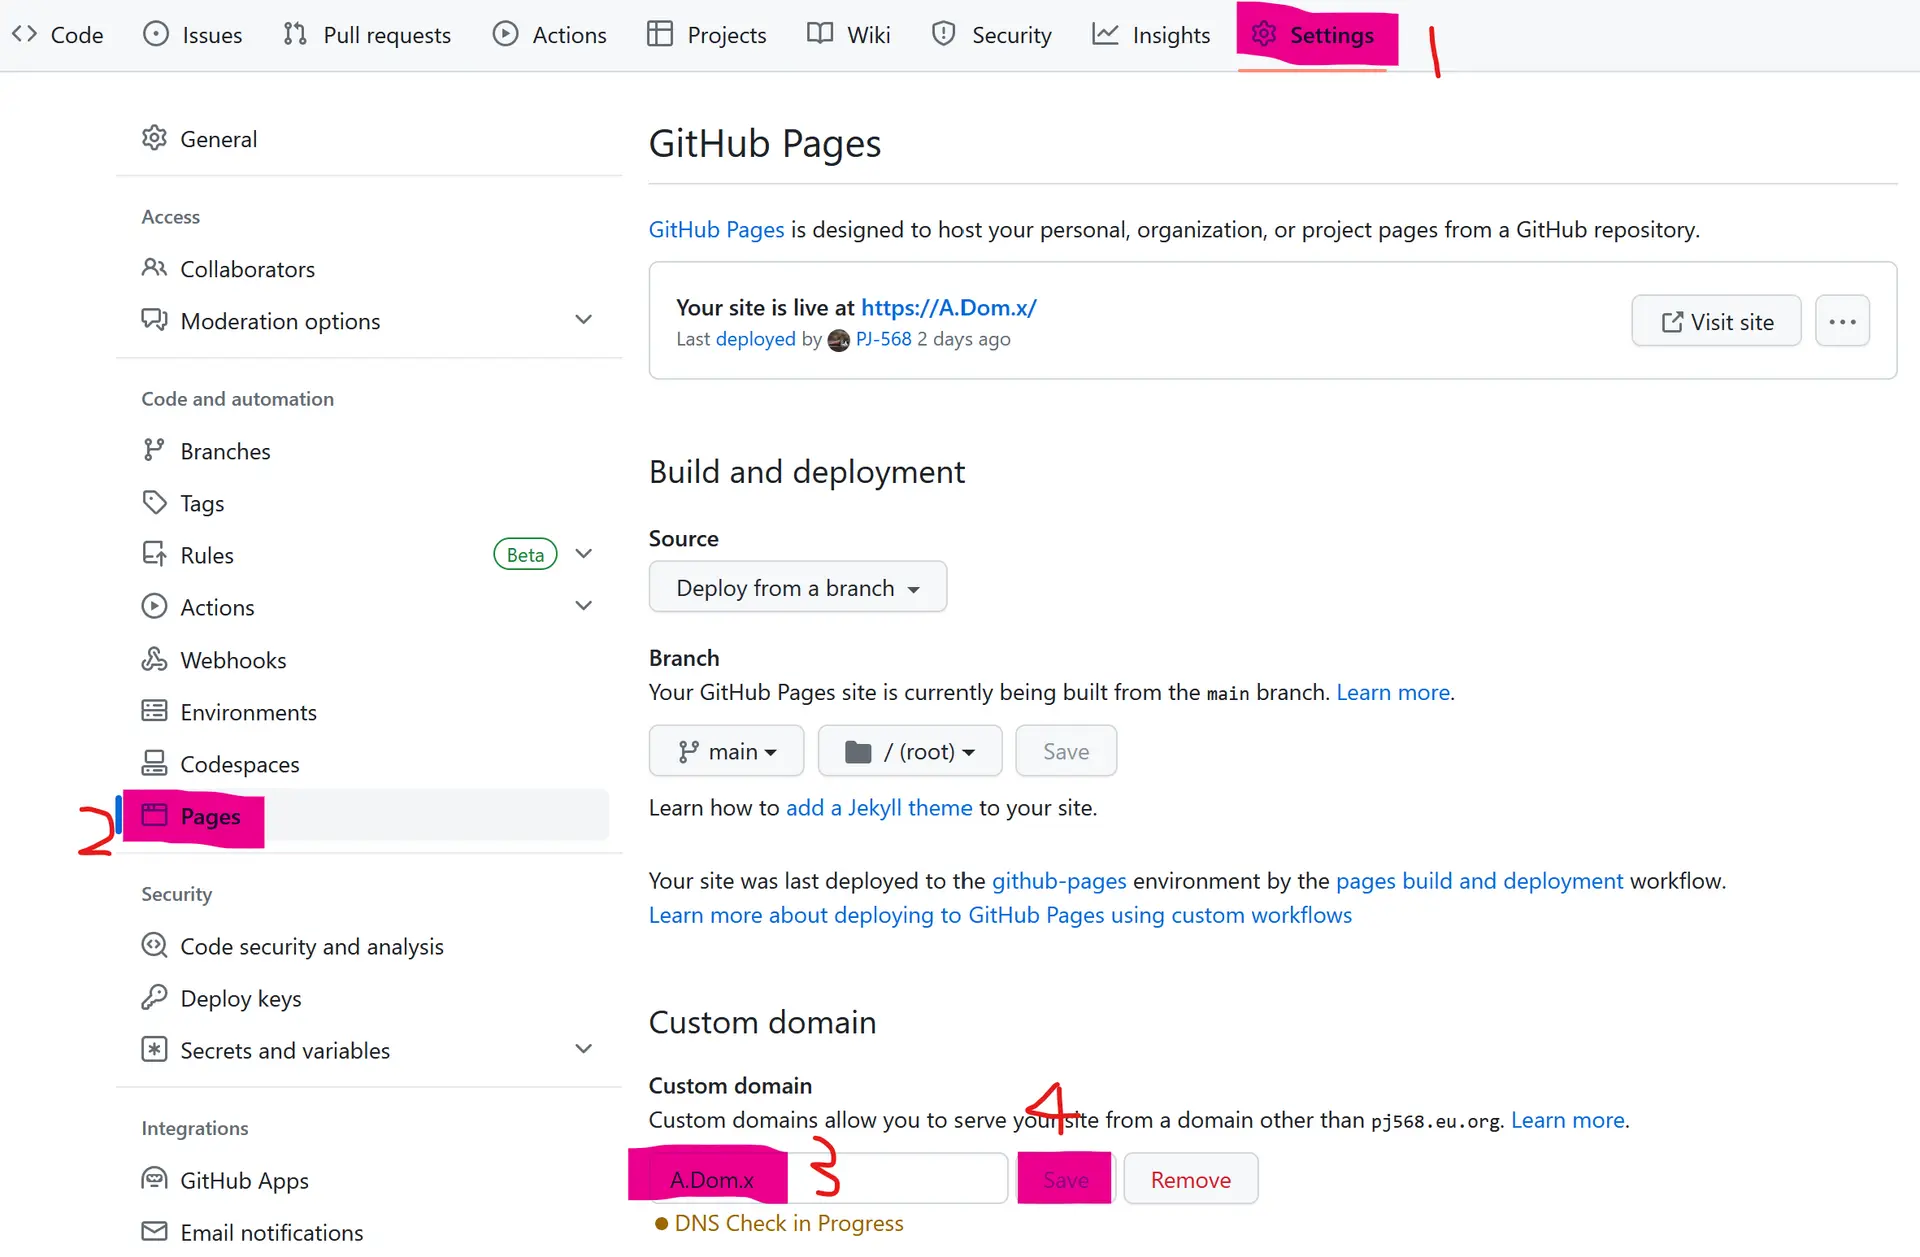 Code Issues Pull requests Actions Projects Wiki Security Insights Settings 1
General
Access
Collaborators
Moderation options
Code and automation
Branches
Tags
Rules Beta
Actions
Webhooks
Environments
Codespaces
2 Pages
Security
Code security and analysis
Deploy keys
Secrets and variables
Integrations
GitHub Apps
Email notifications
GitHub Pages
GitHub Pages is designed to host your personal, organization, or project pages from a GitHub repository.
Your site is live at https://A.Dom.x/
Last deployed by PJ-568 2 days ago
Visit site
Build and deployment
Source
Deploy from a branch
Branch
Your GitHub Pages site is currently being built from the main branch. Learn more.
main / (root) Save
Learn how to add a Jekyll theme to your site.
Your site was last deployed to the github-pages environment by the pages build and deployment workflow.
Learn more about deploying to GitHub Pages using custom workflows
Custom domain
Custom domain
4
Custom domains allow you to serve your site from a domain other than pj568.eu.org. Learn more.
A.Dom.x 3 Save Remove
DNS Check in Progress